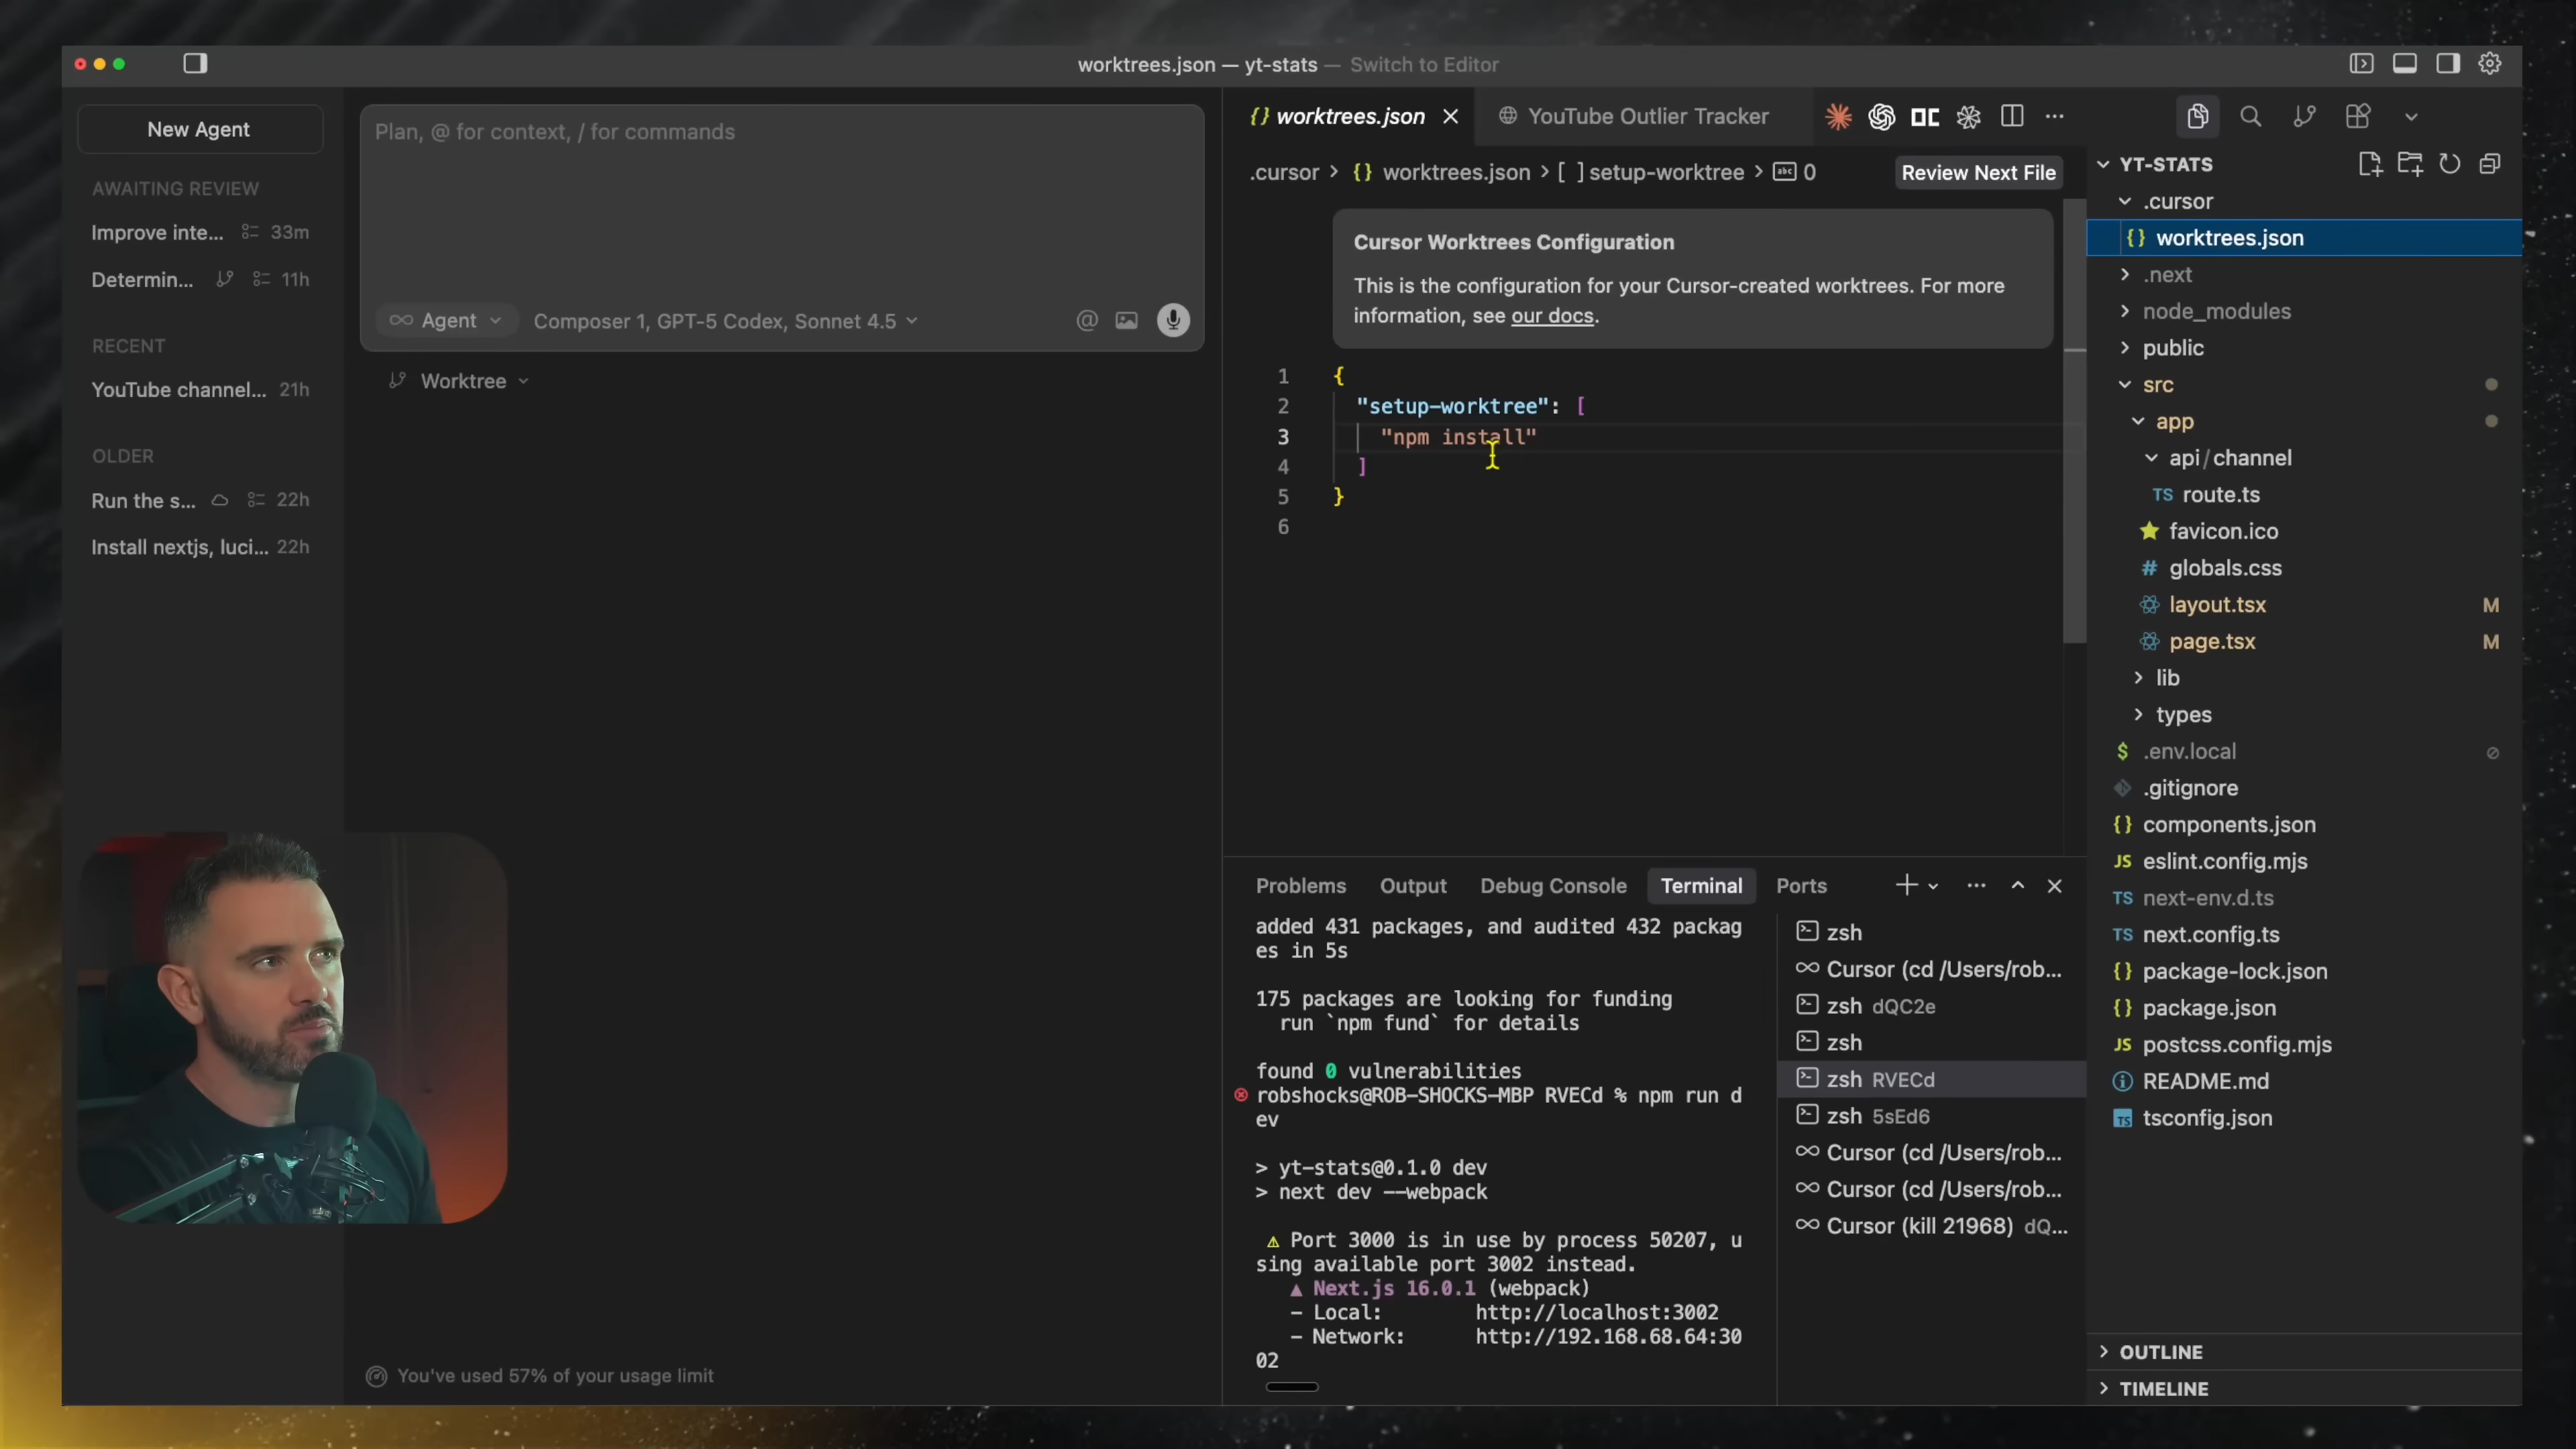 worktrees.json — yt-stats — Switch to Editor
New Agent
AWAITING REVIEW
Improve inte... 33m
Determin... 11h
RECENT
YouTube channel... 21h
OLDER
Run the s... 22h
Install nextjs, luci... 22h
Plan, @ for context, / for commands
Agent
Composer 1, GPT-5 Codex, Sonnet 4.5
@
Worktree
You've used 57% of your usage limit
{} worktrees.json
YouTube Outlier Tracker
.cursor > {} worktrees.json > [ ] setup-worktree > abc 0
Review Next File
Cursor Worktrees Configuration
This is the configuration for your Cursor-created worktrees. For more
information, see our docs.
1 {
2 "setup-worktree": [
3 "npm install"
4 ]
5 }
6
Problems
Output
Debug Console
Terminal
Ports
added 431 packages, and audited 432 packag
es in 5s
175 packages are looking for funding
run `npm fund` for details
found 0 vulnerabilities
robshocks@ROB-SHOCKS-MBP RVECd % npm run d
ev
> yt-stats@0.1.0 dev
> next dev --webpack
⚠ Port 3000 is in use by process 50207, u
sing available port 3002 instead.
▲ Next.js 16.0.1 (webpack)
- Local: http://localhost:3002
- Network: http://192.168.68.64:30
02
zsh
Cursor (cd /Users/rob...
zsh dQC2e
zsh
zsh RVECd
zsh 5sEd6
Cursor (cd /Users/rob...
Cursor (cd /Users/rob...
Cursor (kill 21968) dQ...
YT-STATS
.cursor
{} worktrees.json
.next
node_modules
public
src
app
api/channel
TS route.ts
favicon.ico
# globals.css
layout.tsx M
page.tsx M
lib
types
$ .env.local
.gitignore
{} components.json
JS eslint.config.mjs
TS next-env.d.ts
TS next.config.ts
{} package-lock.json
{} package.json
JS postcss.config.mjs
README.md
TS tsconfig.json
OUTLINE
TIMELINE